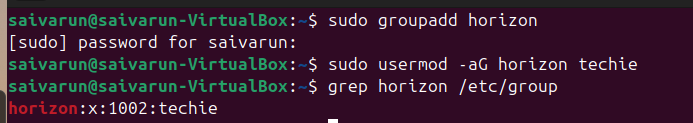 saivarun@saivarun-VirtualBox:~$ sudo groupadd horizon
[sudo] password for saivarun:
saivarun@saivarun-VirtualBox:~$ sudo usermod -aG horizon techie
saivarun@saivarun-VirtualBox:~$ grep horizon /etc/group
horizon:x:1002:techie